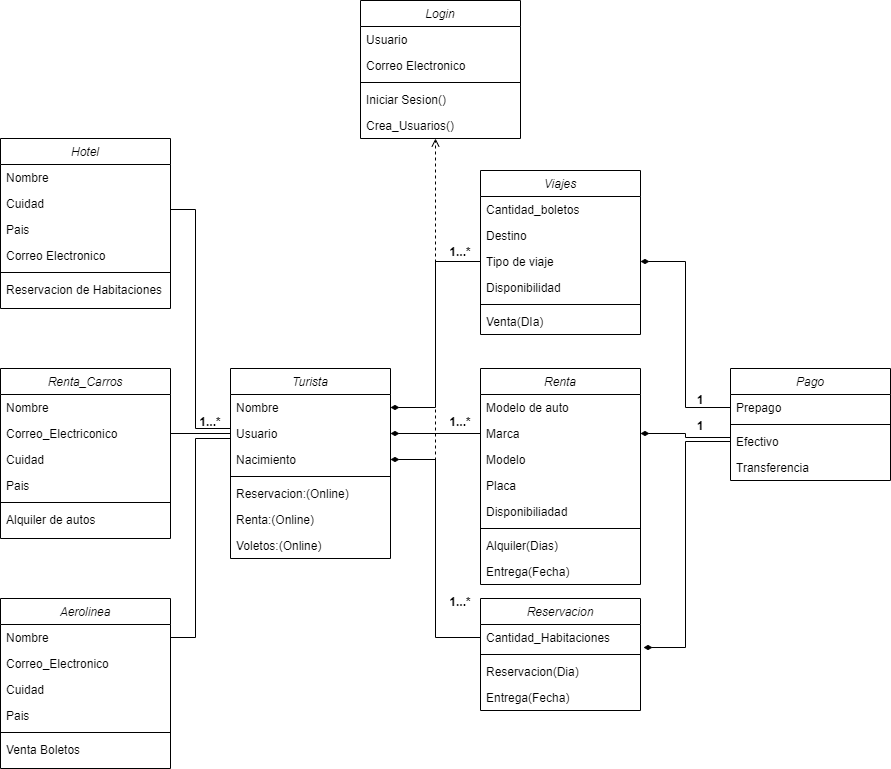 Login
Usuario
Correo Electronico
Iniciar Sesion()
Crea_Usuarios()
Hotel
Nombre
Cuidad
Pais
Correo Electronico
Reservacion de Habitaciones
Viajes
Cantidad_boletos
Destino
Tipo de viaje
Disponibilidad
Venta(DIa)
1...*
Renta_Carros
Nombre
Correo_Electriconico
Cuidad
Pais
Alquiler de autos
1...*
Turista
Nombre
Usuario
Nacimiento
Reservacion:(Online)
Renta:(Online)
Voletos:(Online)
1...*
Renta
Modelo de auto
Marca
Modelo
Placa
Disponibiliadad
Alquiler(Dias)
Entrega(Fecha)
1
1
Pago
Prepago
Efectivo
Transferencia
Aerolinea
Nombre
Correo_Electronico
Cuidad
Pais
Venta Boletos
1...*
Reservacion
Cantidad_Habitaciones
Reservacion(Dia)
Entrega(Fecha)